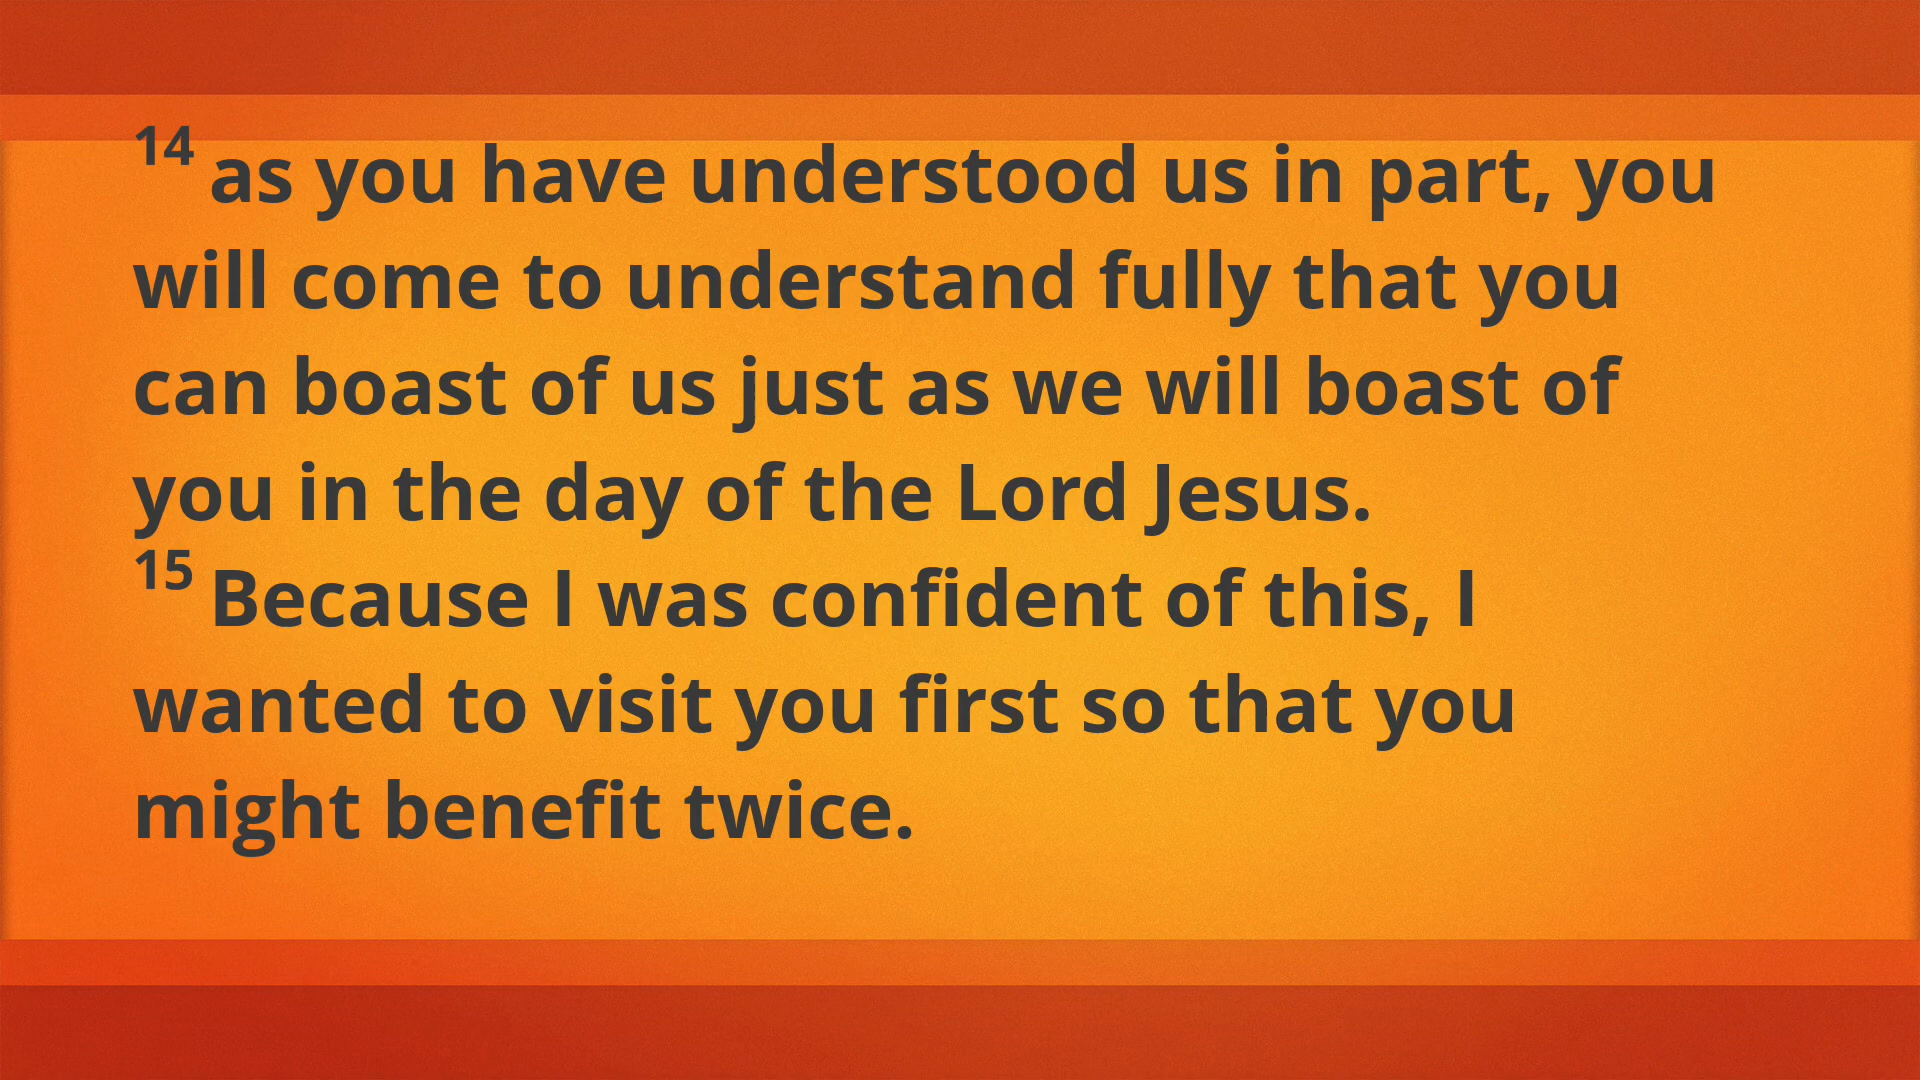 14 as you have understood us in part, you
will come to understand fully that you
can boast of us just as we will boast of
you in the day of the Lord Jesus.
15 Because I was confident of this, I
wanted to visit you first so that you
might benefit twice.